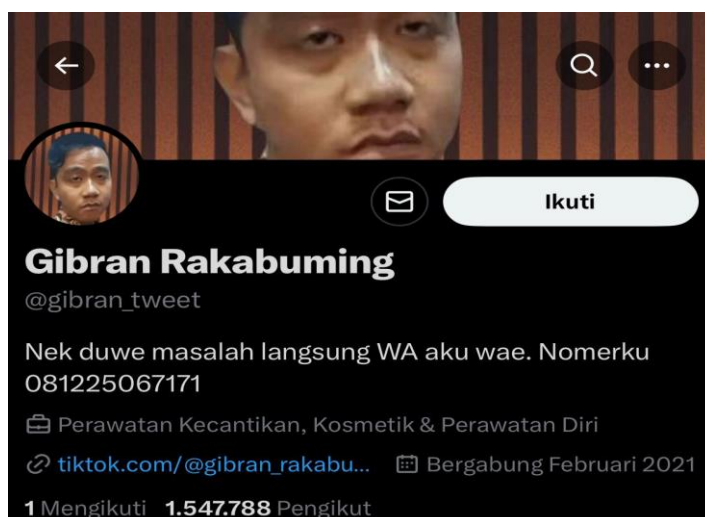 Ikuti
Gibran Rakabuming
@gibran_tweet
Nek duwe masalah langsung WA aku wae. Nomerku
081225067171
Perawatan Kecantikan, Kosmetik & Perawatan Diri
tiktok.com/@gibran_rakabu... Bergabung Februari 2021
1 Mengikuti 1.547.788 Pengikut